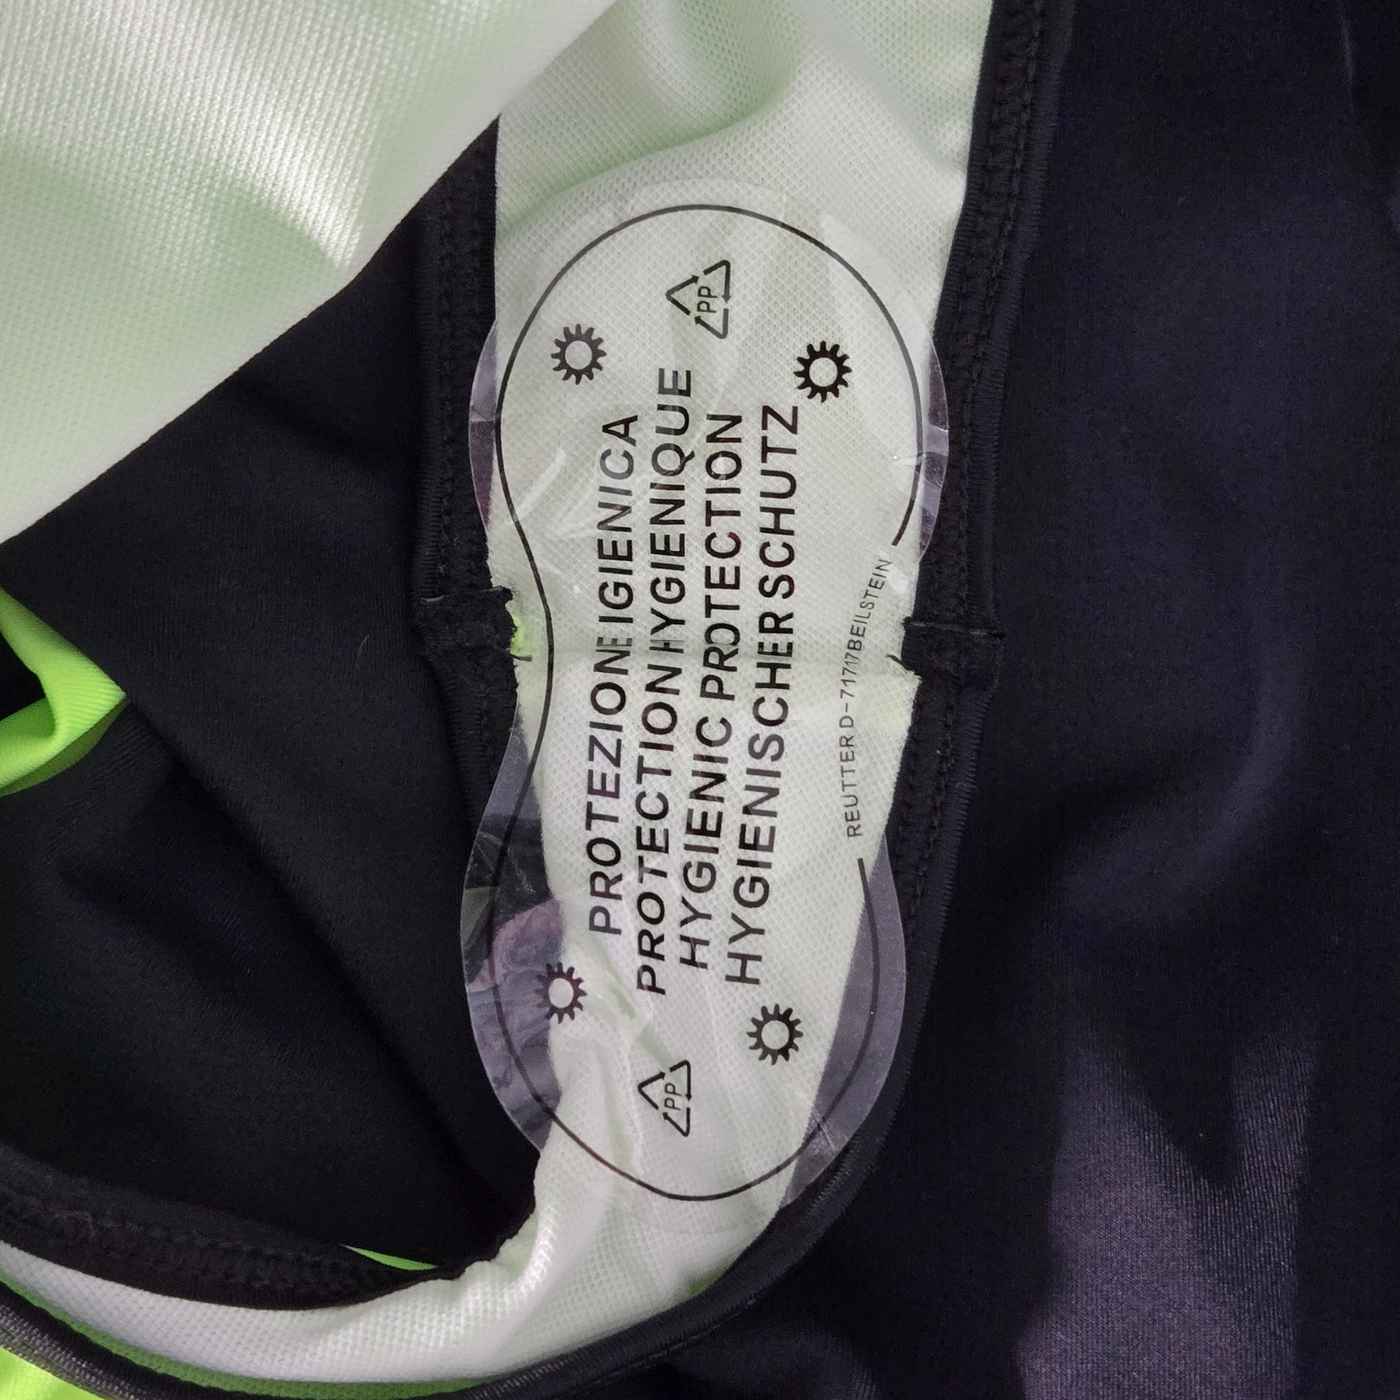 PP
PROTEZIONE IGIENICA
PROTECTION HYGIENIQUE
HYGIENIC PROTECTION
HYGIENISCHER SCHUTZ
REUTTER D-71717 BEILSTEIN
PP